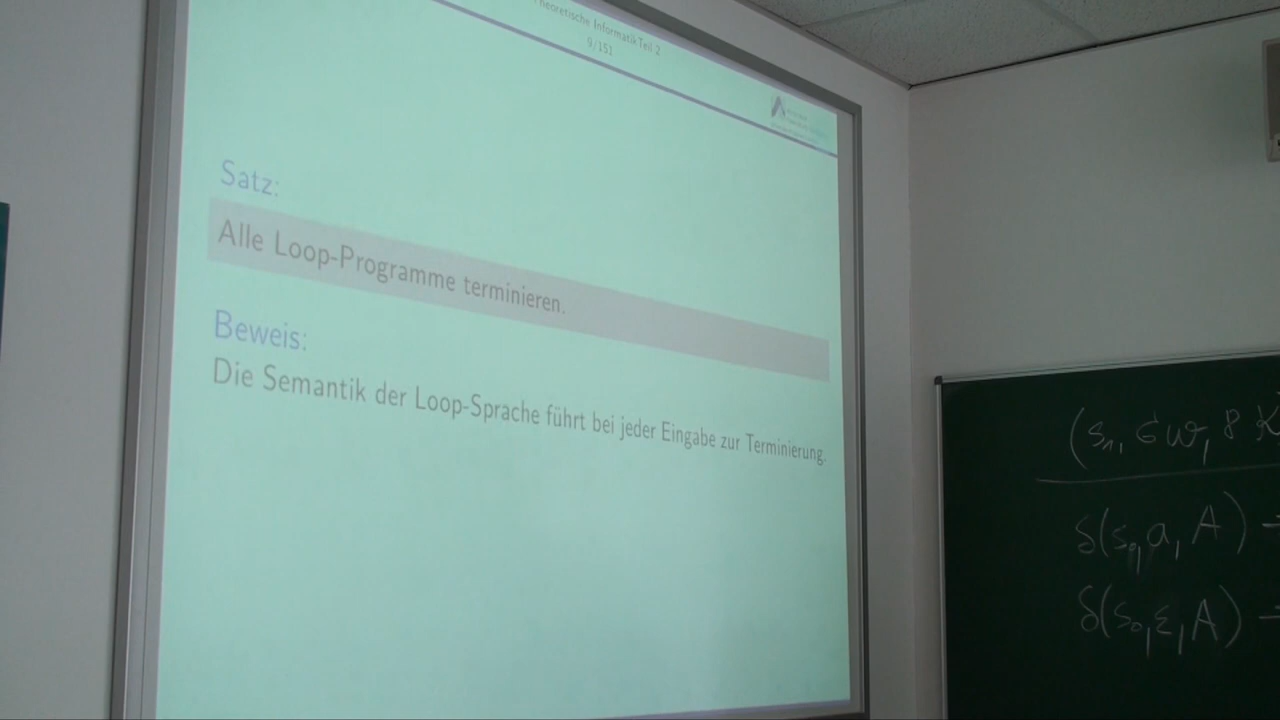 Theoretische Informatik Teil 2
9/151
Satz:
Alle Loop-Programme terminieren.
Beweis:
Die Semantik der Loop-Sprache führt bei jeder Eingabe zur Terminierung.
δ(s₀,a,A) →
δ(s₀,ε,A) →